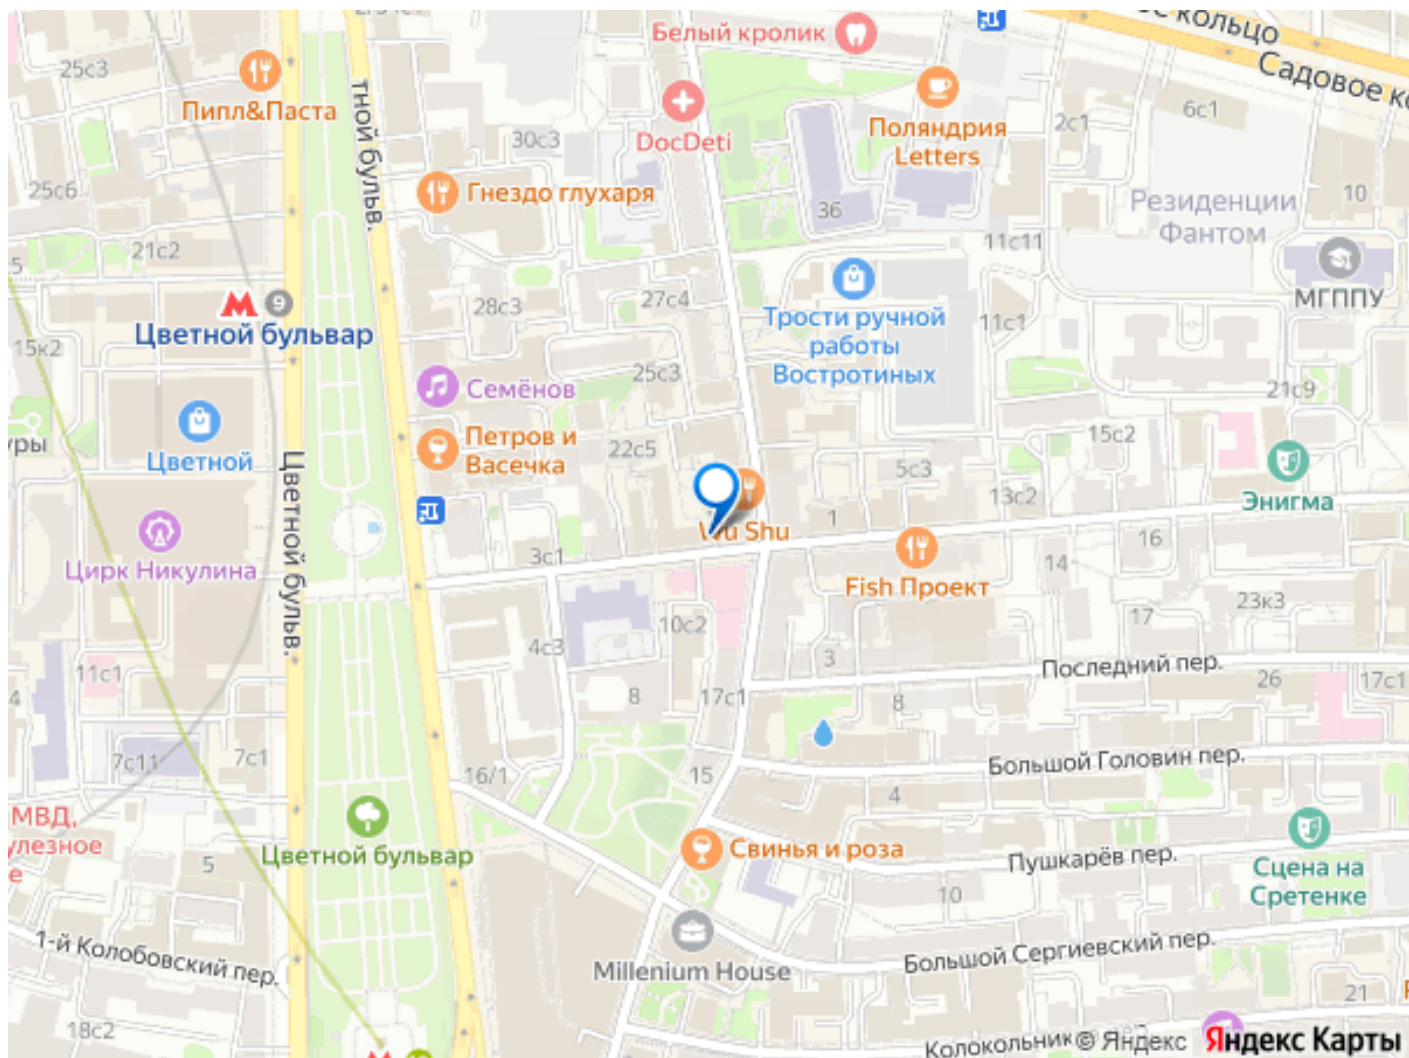 Белый кролик
Садовое ко
25с3
Пипл&Паста
тной бульв.
30с3
DocDeti
Поляндрия
Letters
2с1
6с1
25с6
Гнездо глухаря
36
Резиденции
Фантом
10
21с2
11с11
МГППУ
9
Цветной бульвар
28с3
27с4
Трости ручной
работы
Востротиных
11с1
15к2
25с3
Семёнов
21с9
Цветной
Петров и
Васечка
22с5
15с2
5с3
13с2
Энигма
Wu Shu
1
Цветной бульв.
Цирк Никулина
3с1
Fish Проект
14
16
4с3
10с2
17
23к3
3
Последний пер.
11с1
8
17с1
8
26
17с1
7с11
7с1
16/1
15
Большой Головин пер.
4
МВД,
Цветной бульвар
Свинья и роза
Пушкарёв пер.
Сцена на
Сретенке
5
10
1-й Колобовский пер.
Millenium House
Большой Сергиевский пер.
21
18с2
Колокольник
© Яндекс
Яндекс Карты